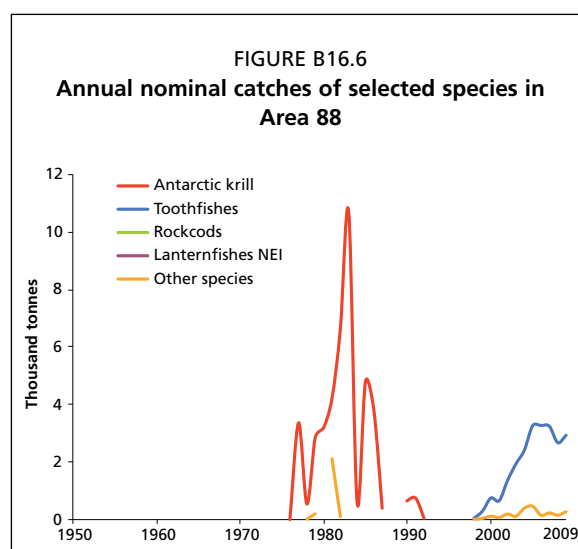 FIGURE B16.6
Annual nominal catches of selected species in
Area 88
12
10
8
6
4
2
0
Thousand tonnes
Antarctic krill
Toothfishes
Rockcods
Lanternfishes NEI
Other species
1950
1960
1970
1980
1990
2000
2009